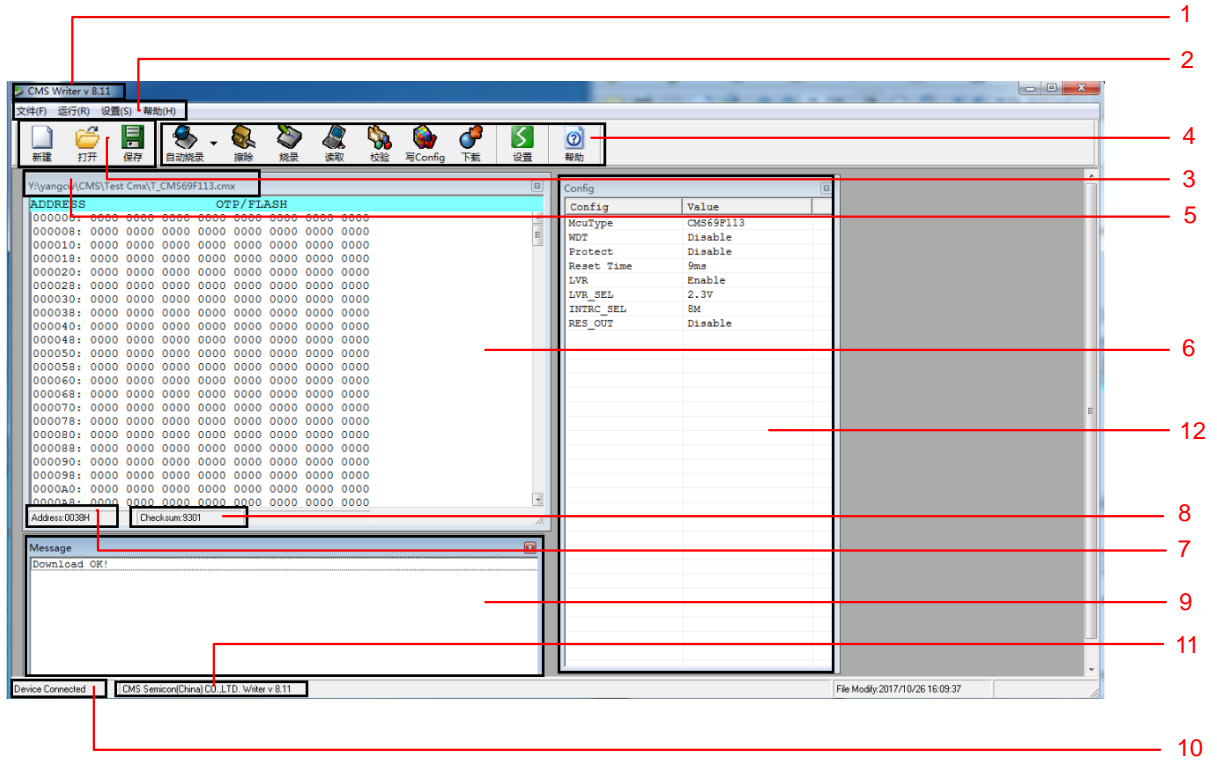 1
2
CMS Writer v 8.11
文件(F) 运行(R) 设置(S) 帮助(H)
新建 打开 保存 自动烧录 擦除 烧录 读取 校验 写Config 下载 设置 帮助
4
3
5
Y:\yangcw\CMS\Test Cmx\T_CMS69F113.cmx
ADDRESS OTP/FLASH
000000: 0000 0000 0000 0000 0000 0000 0000 0000
000008: 0000 0000 0000 0000 0000 0000 0000 0000
000010: 0000 0000 0000 0000 0000 0000 0000 0000
000018: 0000 0000 0000 0000 0000 0000 0000 0000
000020: 0000 0000 0000 0000 0000 0000 0000 0000
000028: 0000 0000 0000 0000 0000 0000 0000 0000
000030: 0000 0000 0000 0000 0000 0000 0000 0000
000038: 0000 0000 0000 0000 0000 0000 0000 0000
000040: 0000 0000 0000 0000 0000 0000 0000 0000
000048: 0000 0000 0000 0000 0000 0000 0000 0000
000050: 0000 0000 0000 0000 0000 0000 0000 0000
000058: 0000 0000 0000 0000 0000 0000 0000 0000
000060: 0000 0000 0000 0000 0000 0000 0000 0000
000068: 0000 0000 0000 0000 0000 0000 0000 0000
000070: 0000 0000 0000 0000 0000 0000 0000 0000
000078: 0000 0000 0000 0000 0000 0000 0000 0000
000080: 0000 0000 0000 0000 0000 0000 0000 0000
000088: 0000 0000 0000 0000 0000 0000 0000 0000
000090: 0000 0000 0000 0000 0000 0000 0000 0000
000098: 0000 0000 0000 0000 0000 0000 0000 0000
0000A0: 0000 0000 0000 0000 0000 0000 0000 0000
0000A8: 0000 0000 0000 0000 0000 0000 0000 0000
Address:0038H Checksum:9301
Config
Config Value
McuType CMS69F113
WDT Disable
Protect Disable
Reset Time 9ms
LVR Enable
LVR_SEL 2.3V
INTRC_SEL 8M
RES_OUT Disable
6
12
8
7
Message
Download OK!
9
11
Device Connected CMS Semicon(China) CO.,LTD. Writer v 8.11 File Modify:2017/10/26 16:09:37
10